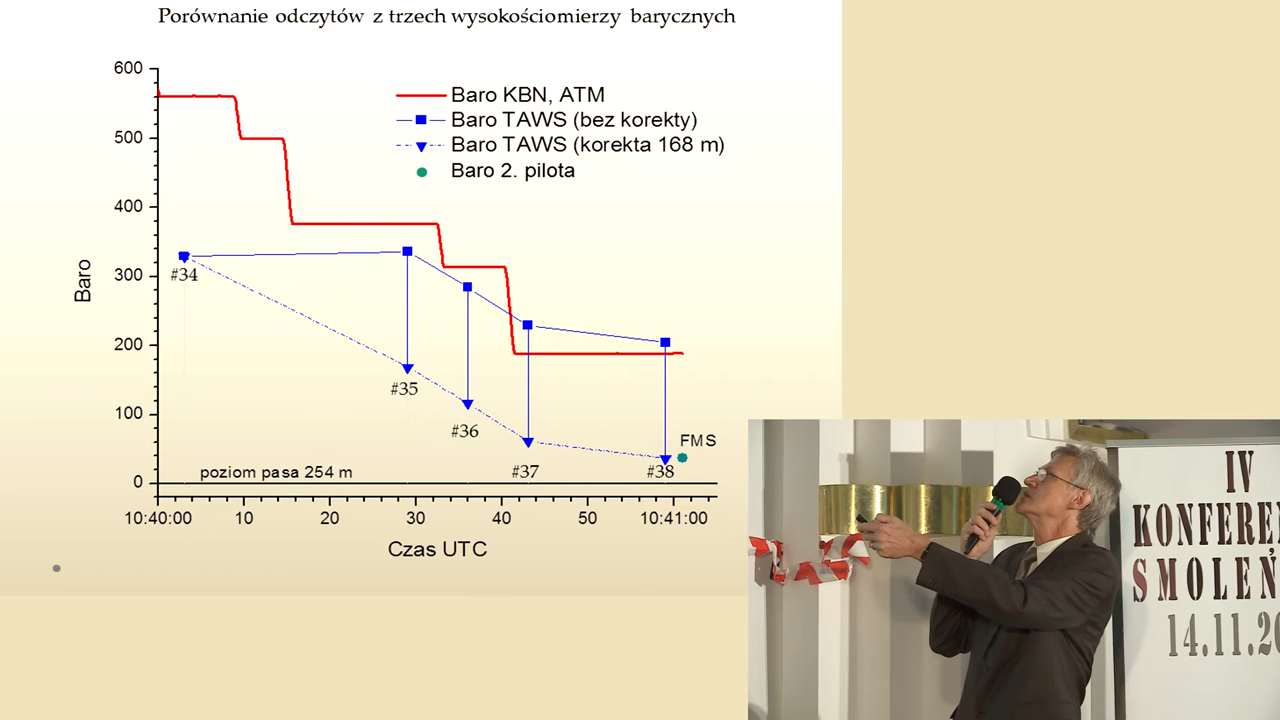 Porównanie odczytów z trzech wysokościomierzy barycznych
600
500
400
300
200
100
0
Baro
Baro KBN, ATM
Baro TAWS (bez korekty)
Baro TAWS (korekta 168 m)
Baro 2. pilota
#34
#35
#36
#37
#38
FMS
poziom pasa 254 m
10:40:00 10 20 30 40 50 10:41:00
Czas UTC
IV
KONFERE
SMOLEŃ
14.11.20